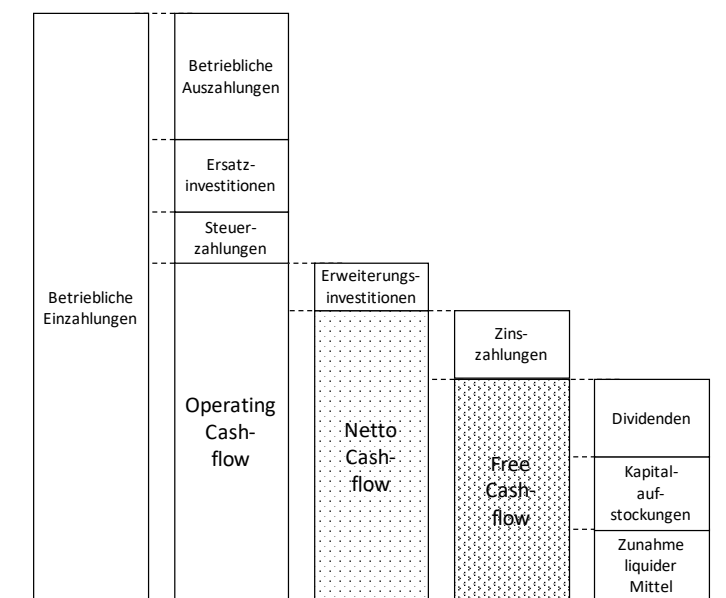 Betriebliche
Einzahlungen
Betriebliche
Auszahlungen
Ersatz-
investitionen
Steuer-
zahlungen
Operating
Cash-
flow
Erweiterungs-
investitionen
Netto
Cash-
flow
Zins-
zahlungen
Free
Cash-
flow
Dividenden
Kapital-
auf-
stockungen
Zunahme
liquider
Mittel